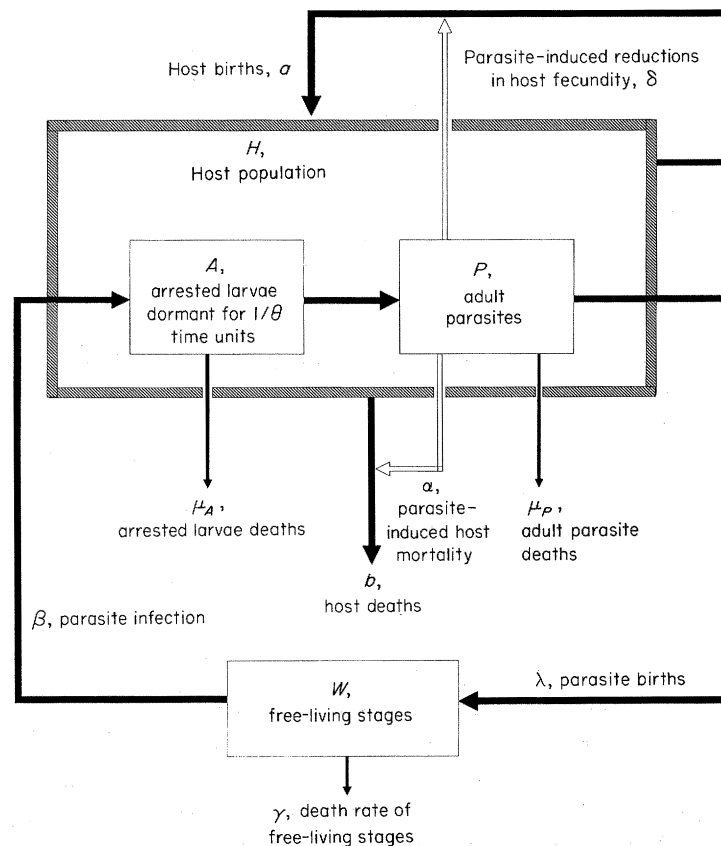 Host births, a
Parasite-induced reductions
in host fecundity, δ
H,
Host population
A,
arrested larvae
dormant for 1/θ
time units
P,
adult
parasites
μA,
arrested larvae deaths
α,
parasite-
induced host
mortality
μP,
adult parasite
deaths
b,
host deaths
β, parasite infection
W,
free-living stages
λ, parasite births
γ, death rate of
free-living stages